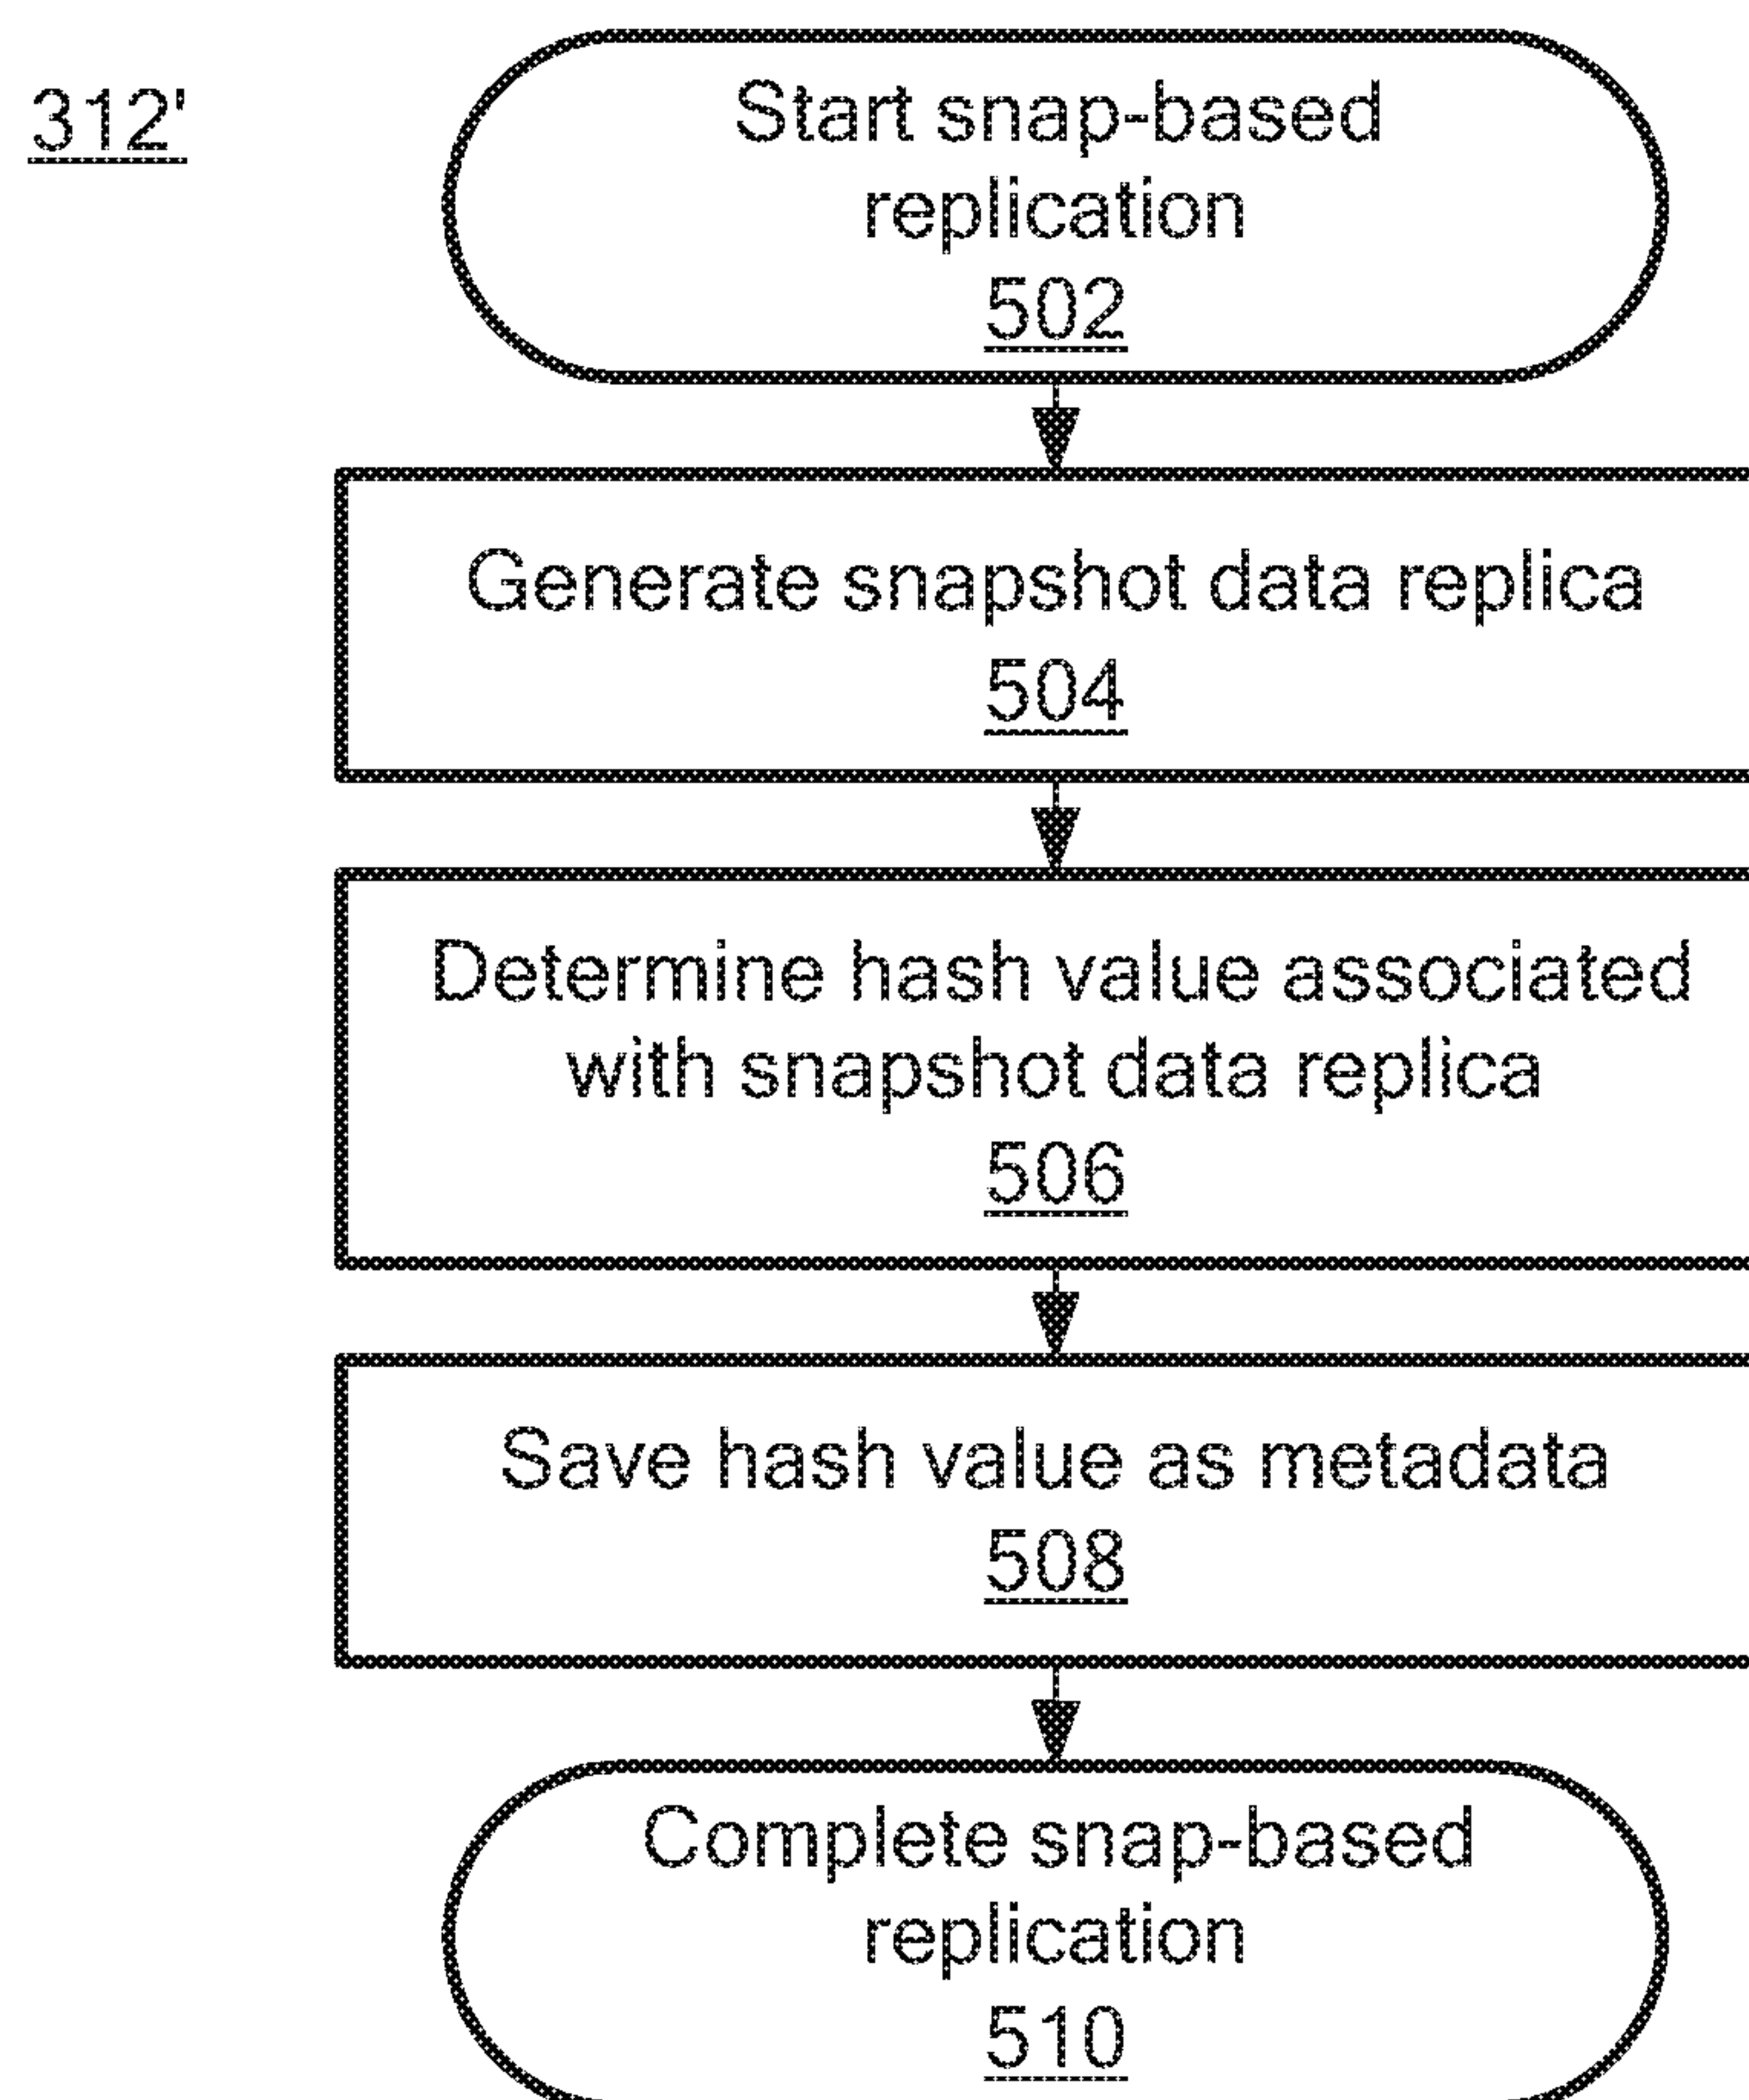 312'
Start snap-based
replication
502
Generate snapshot data replica
504
Determine hash value associated
with snapshot data replica
506
Save hash value as metadata
508
Complete snap-based
replication
510